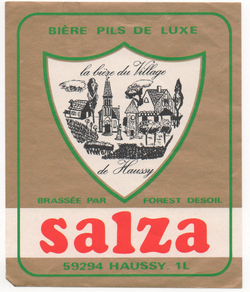 BIÈRE PILS DE LUXE
la bière du Village
de Haussy
BRASSÉE PAR FOREST DESOIL
salza
59294 HAUSSY. 1L